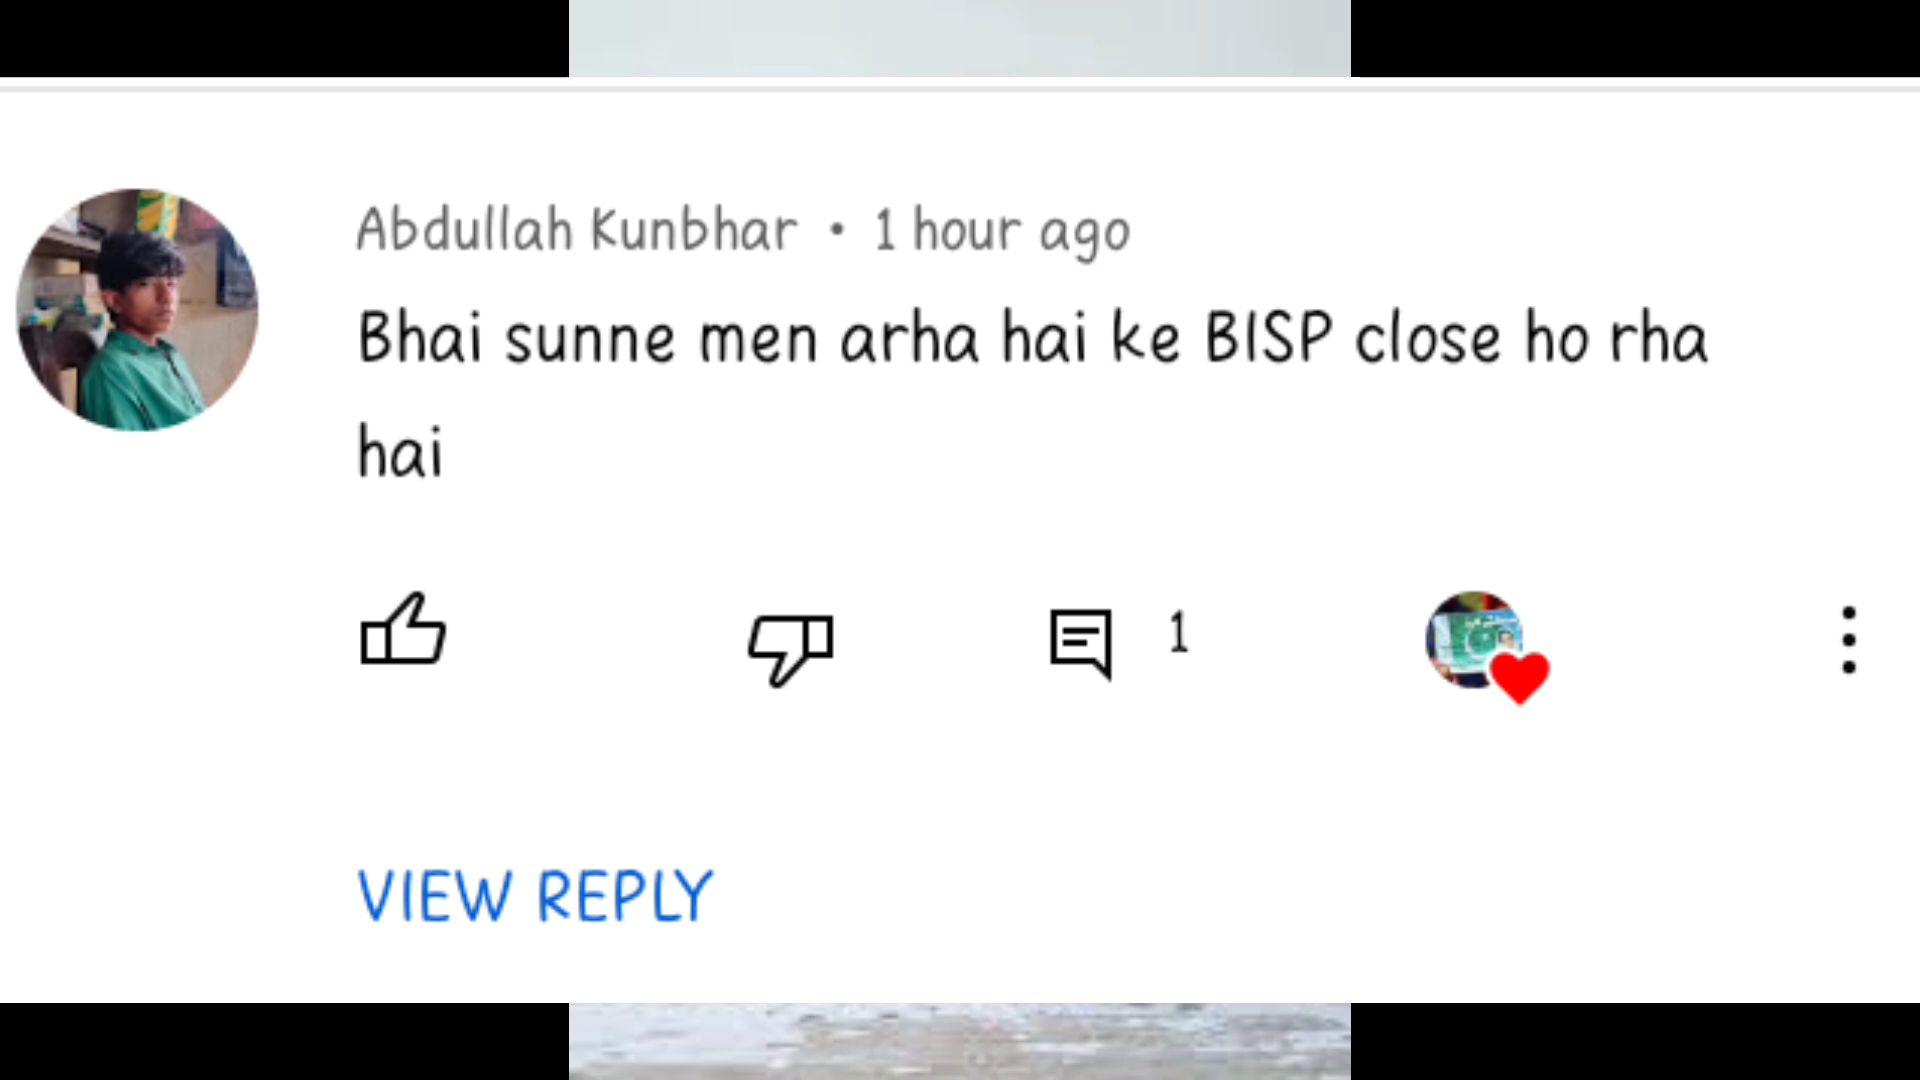 Abdullah Kunbhar • 1 hour ago
Bhai sunne men arha hai ke BISP close ho rha
hai
1
VIEW REPLY